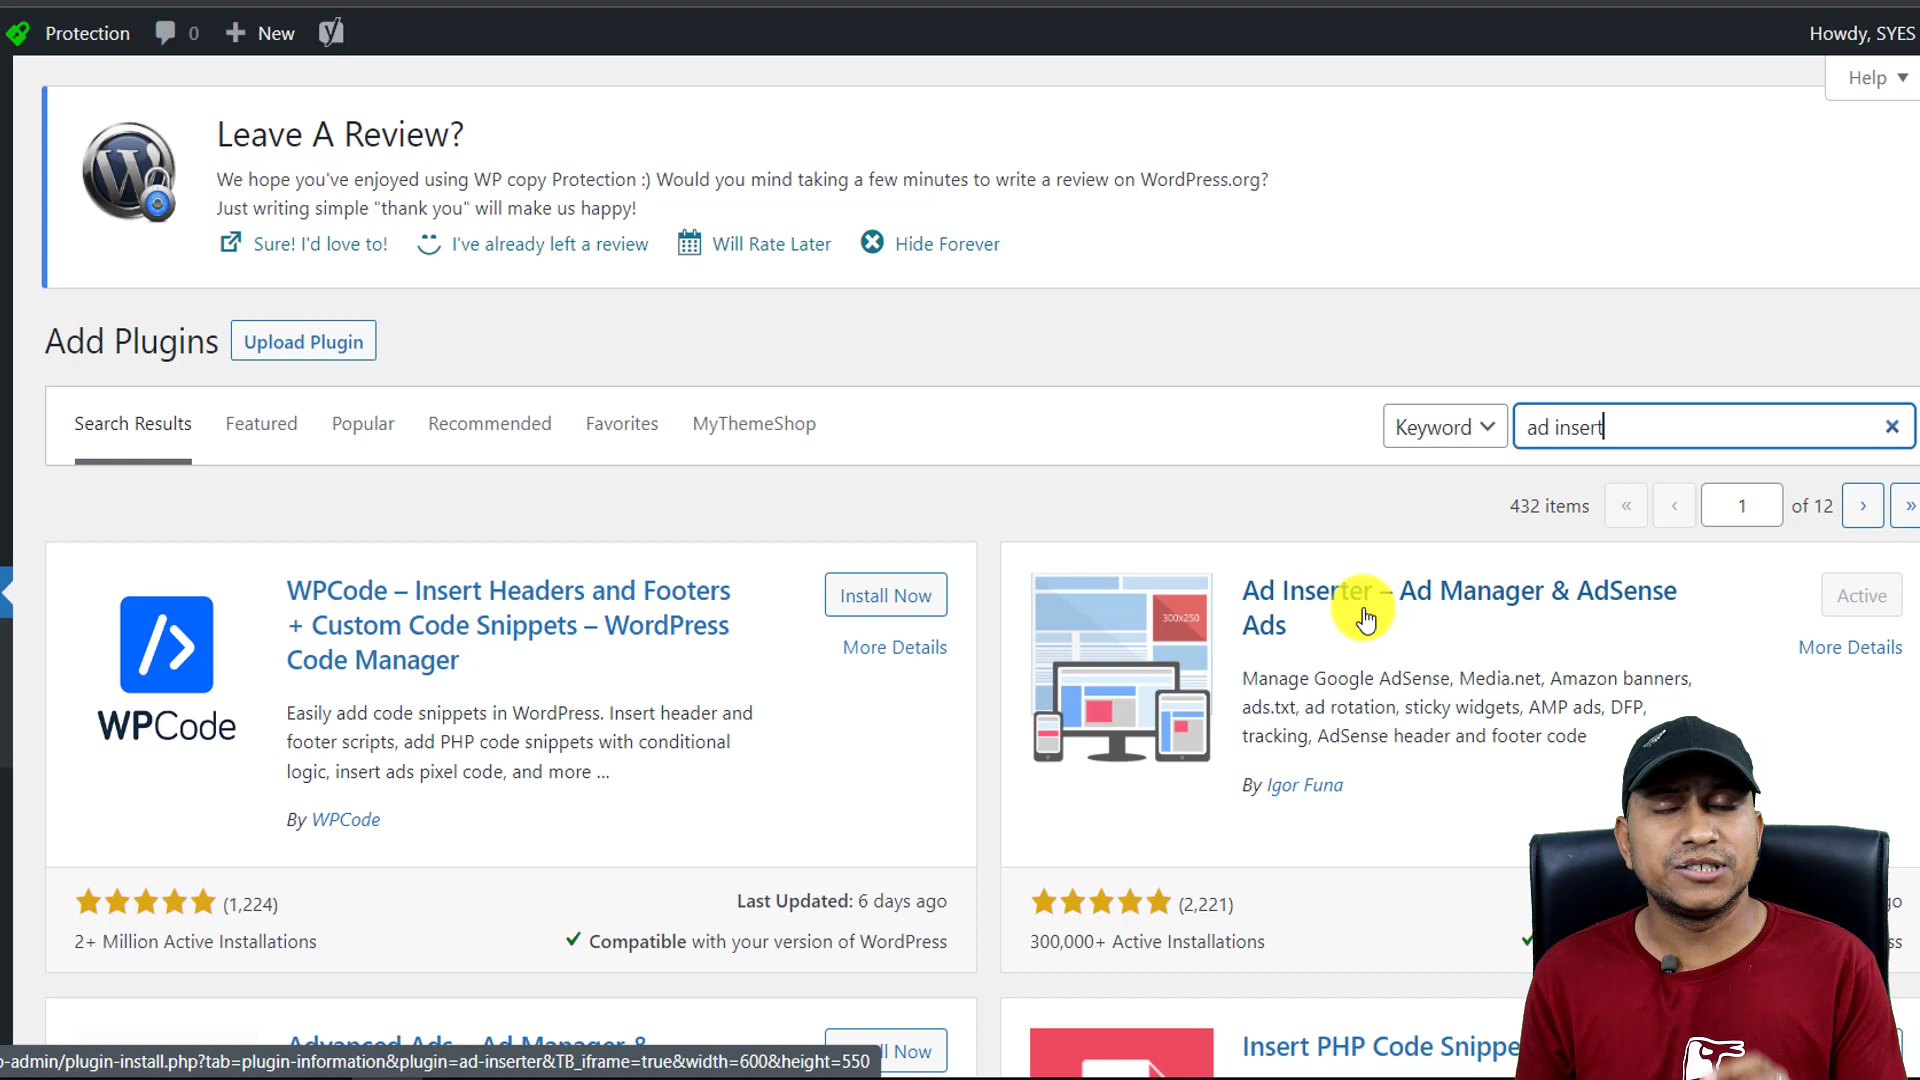 Protection 0 New Howdy, SYES
Help
Leave A Review?
We hope you've enjoyed using WP copy Protection :) Would you mind taking a few minutes to write a review on WordPress.org?
Just writing simple "thank you" will make us happy!
Sure! I'd love to! I've already left a review Will Rate Later Hide Forever
Add Plugins Upload Plugin
Search Results Featured Popular Recommended Favorites MyThemeShop Keyword ad insert
432 items « ‹ 1 of 12 › »
WPCode – Insert Headers and Footers
+ Custom Code Snippets – WordPress
Code Manager
Install Now
More Details
Easily add code snippets in WordPress. Insert header and
footer scripts, add PHP code snippets with conditional
logic, insert ads pixel code, and more ...
By WPCode
WPCode
(1,224)
Last Updated: 6 days ago
2+ Million Active Installations
Compatible with your version of WordPress
300x250
Ad Inserter – Ad Manager & AdSense
Ads
Active
More Details
Manage Google AdSense, Media.net, Amazon banners,
ads.txt, ad rotation, sticky widgets, AMP ads, DFP,
tracking, AdSense header and footer code
By Igor Funa
(2,221)
go
300,000+ Active Installations
ss
Advanced Ads – Ad Manager &
ll Now
Insert PHP Code Snippe
-admin/plugin-install.php?tab=plugin-information&plugin=ad-inserter&TB_iframe=true&width=600&height=550